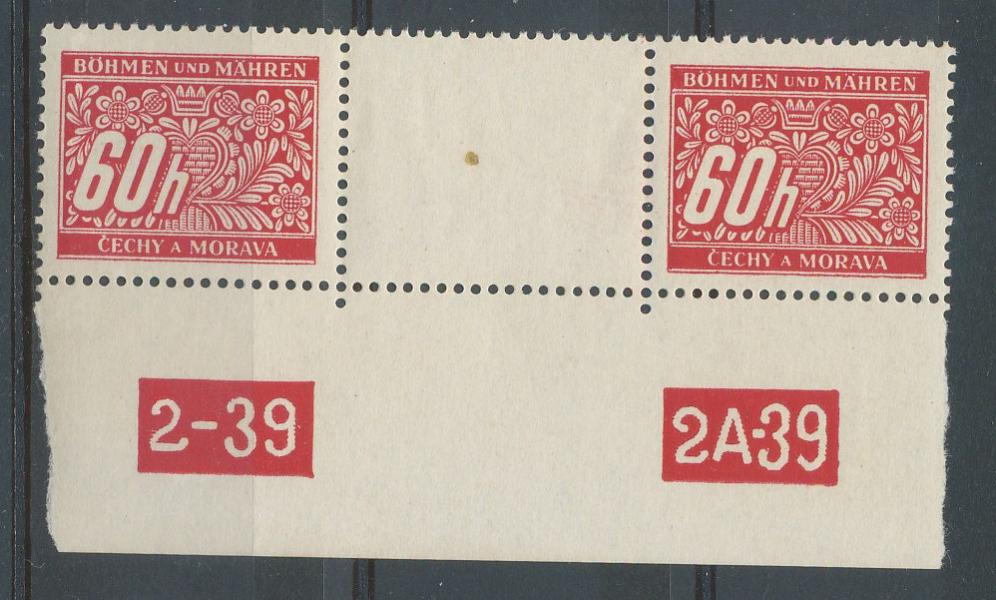 BÖHMEN UND MÄHREN
60h
ČECHY A MORAVA
BÖHMEN UND MÄHREN
60h
ČECHY A MORAVA
2-39
2A-39